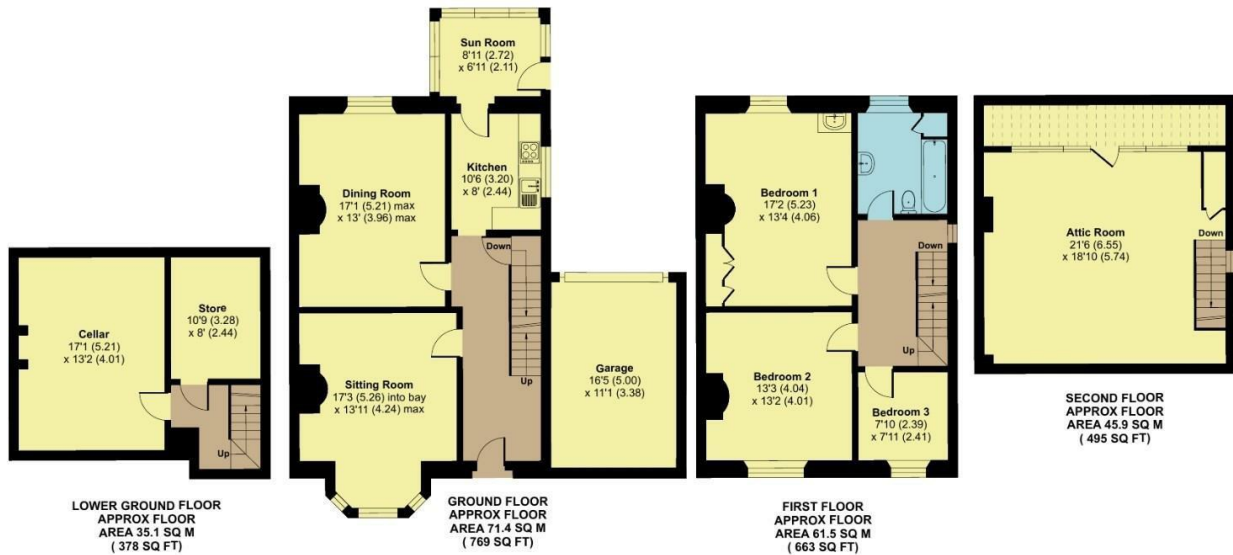 Cellar
17'1 (5.21)
x 13'2 (4.01)
Store
10'9 (3.28)
x 8' (2.44)
Up
LOWER GROUND FLOOR
APPROX FLOOR
AREA 35.1 SQ M
( 378 SQ FT)
Sun Room
8'11 (2.72)
x 6'11 (2.11)
Dining Room
17'1 (5.21) max
x 13' (3.96) max
Kitchen
10'6 (3.20)
x 8' (2.44)
Down
Sitting Room
17'3 (5.26) into bay
x 13'11 (4.24) max
Up
Garage
16'5 (5.00)
x 11'1 (3.38)
GROUND FLOOR
APPROX FLOOR
AREA 71.4 SQ M
( 769 SQ FT)
Bedroom 1
17'2 (5.23)
x 13'4 (4.06)
Down
Up
Bedroom 2
13'3 (4.04)
x 13'2 (4.01)
Bedroom 3
7'10 (2.39)
x 7'11 (2.41)
FIRST FLOOR
APPROX FLOOR
AREA 61.5 SQ M
( 663 SQ FT)
Attic Room
21'6 (6.55)
x 18'10 (5.74)
Down
SECOND FLOOR
APPROX FLOOR
AREA 45.9 SQ M
( 495 SQ FT)